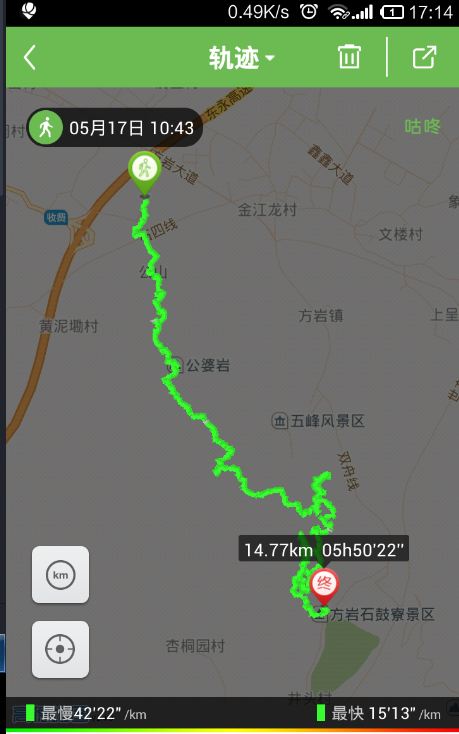 0.49K/s 1 17:14
轨迹
05月17日 10:43
咕咚
东永高速
岩大道
鑫鑫大道
收费
金江龙村
四线
文楼村
公山
黄泥塌村
方岩镇
上呈
公婆岩
五峰风景区
双舟线
14.77km 05h50'22''
km
终
方岩石鼓寮景区
杏桐园村
井头村
最慢42'22" /km
最快 15'13" /km